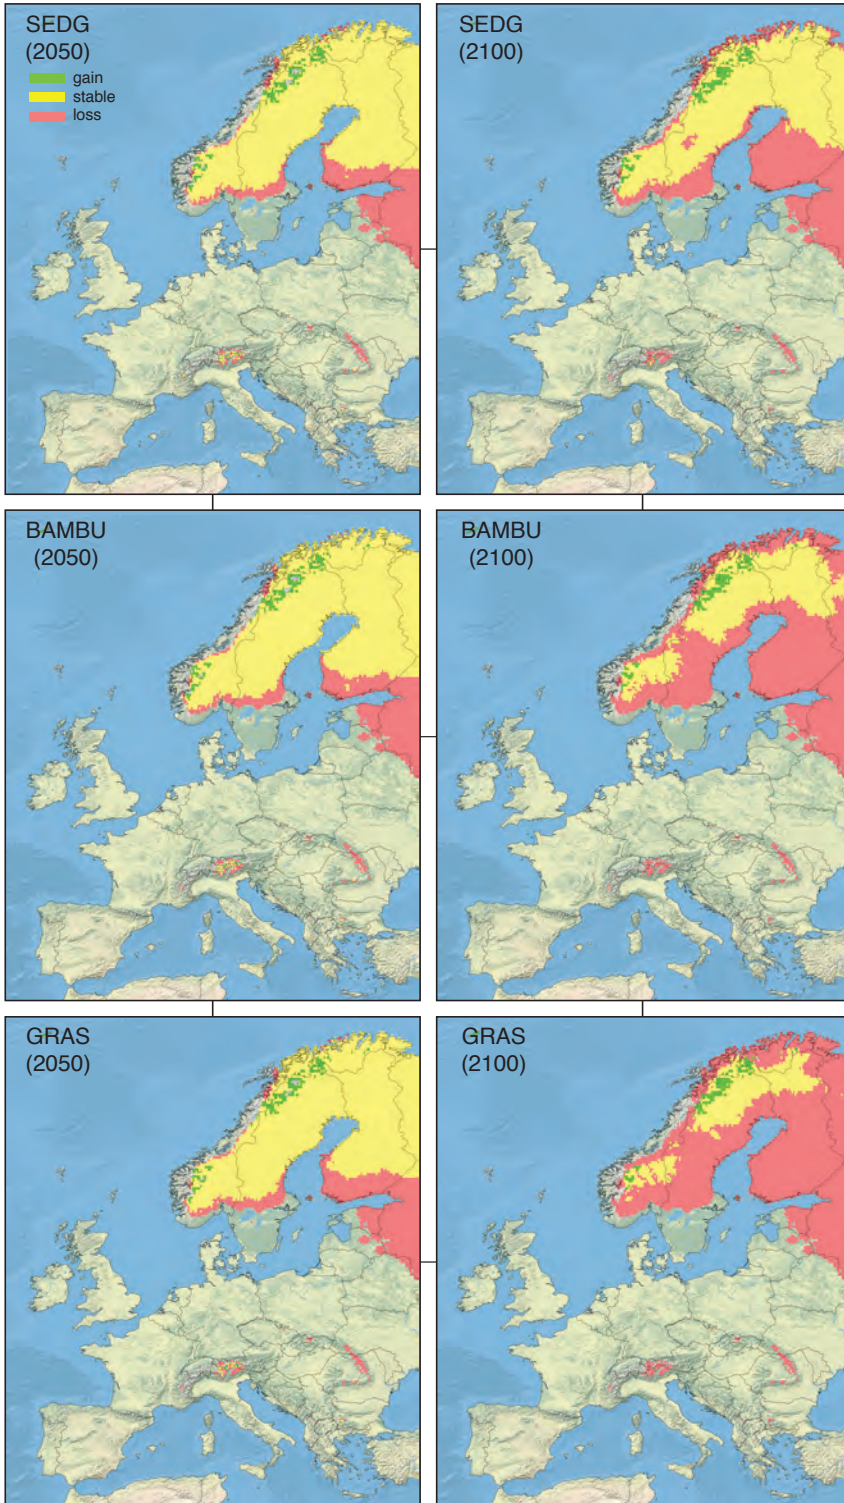 SEDG
(2050)
gain
stable
loss
SEDG
(2100)
BAMBU
(2050)
BAMBU
(2100)
GRAS
(2050)
GRAS
(2100)